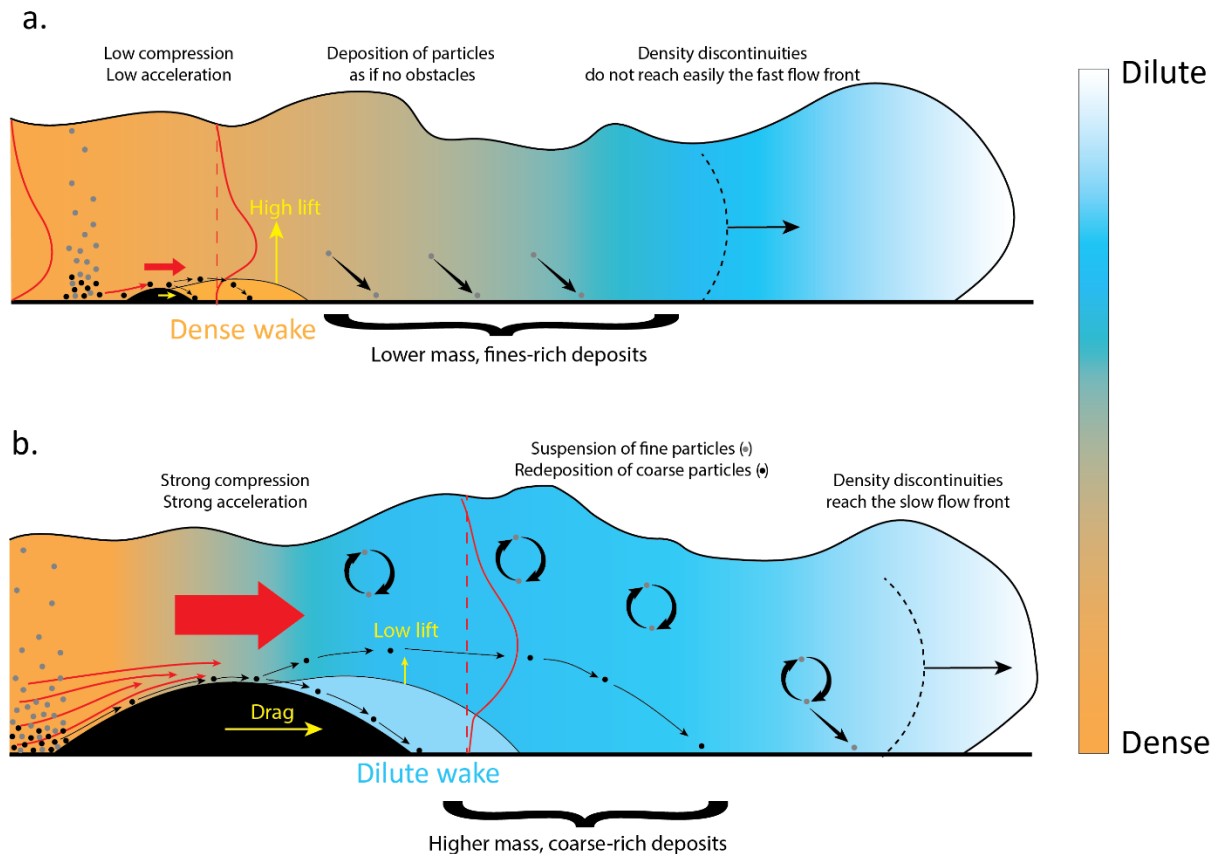 a.
Low compression
Low acceleration
Deposition of particles
as if no obstacles
Density discontinuities
do not reach easily the fast flow front
Dilute
High lift
Dense wake
Lower mass, fines-rich deposits
b.
Suspension of fine particles (•)
Redeposition of coarse particles (•)
Strong compression
Strong acceleration
Density discontinuities
reach the slow flow front
Low lift
Drag
Dense
Dilute wake
Higher mass, coarse-rich deposits